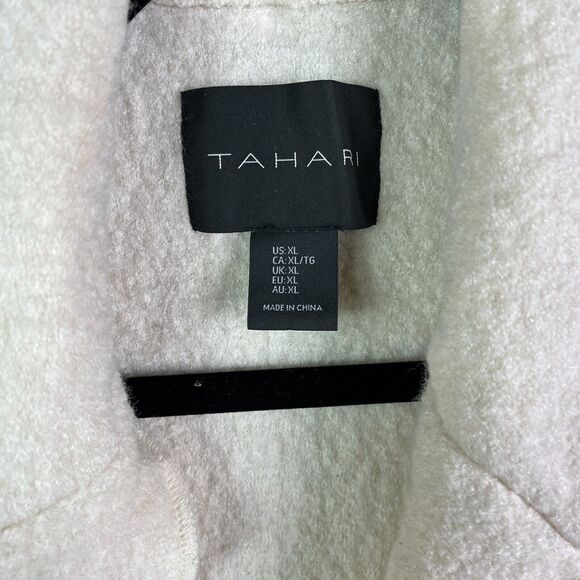 TAHARI
US:XL
CA:XL/TG
UK:XL
EU:XL
AU:XL
MADE IN CHINA